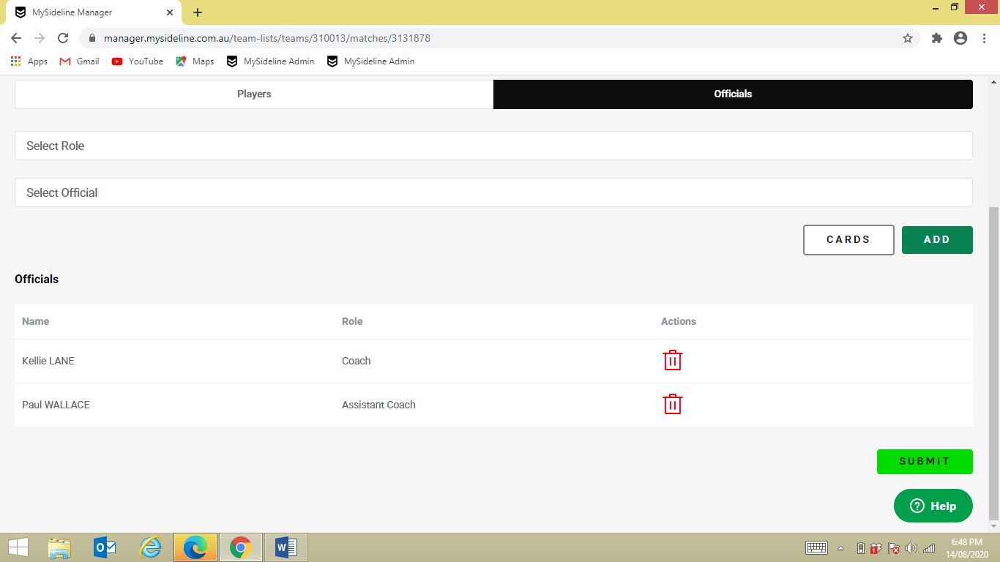 MySideline Manager
manager.mysideline.com.au/team-lists/teams/310013/matches/3131878
Apps Gmail YouTube Maps MySideline Admin MySideline Admin
Players Officials
Select Role
Select Official
CARDS ADD
Officials
Name Role Actions
Kellie LANE Coach
Paul WALLACE Assistant Coach
SUBMIT
? Help
6:48 PM
14/08/2020